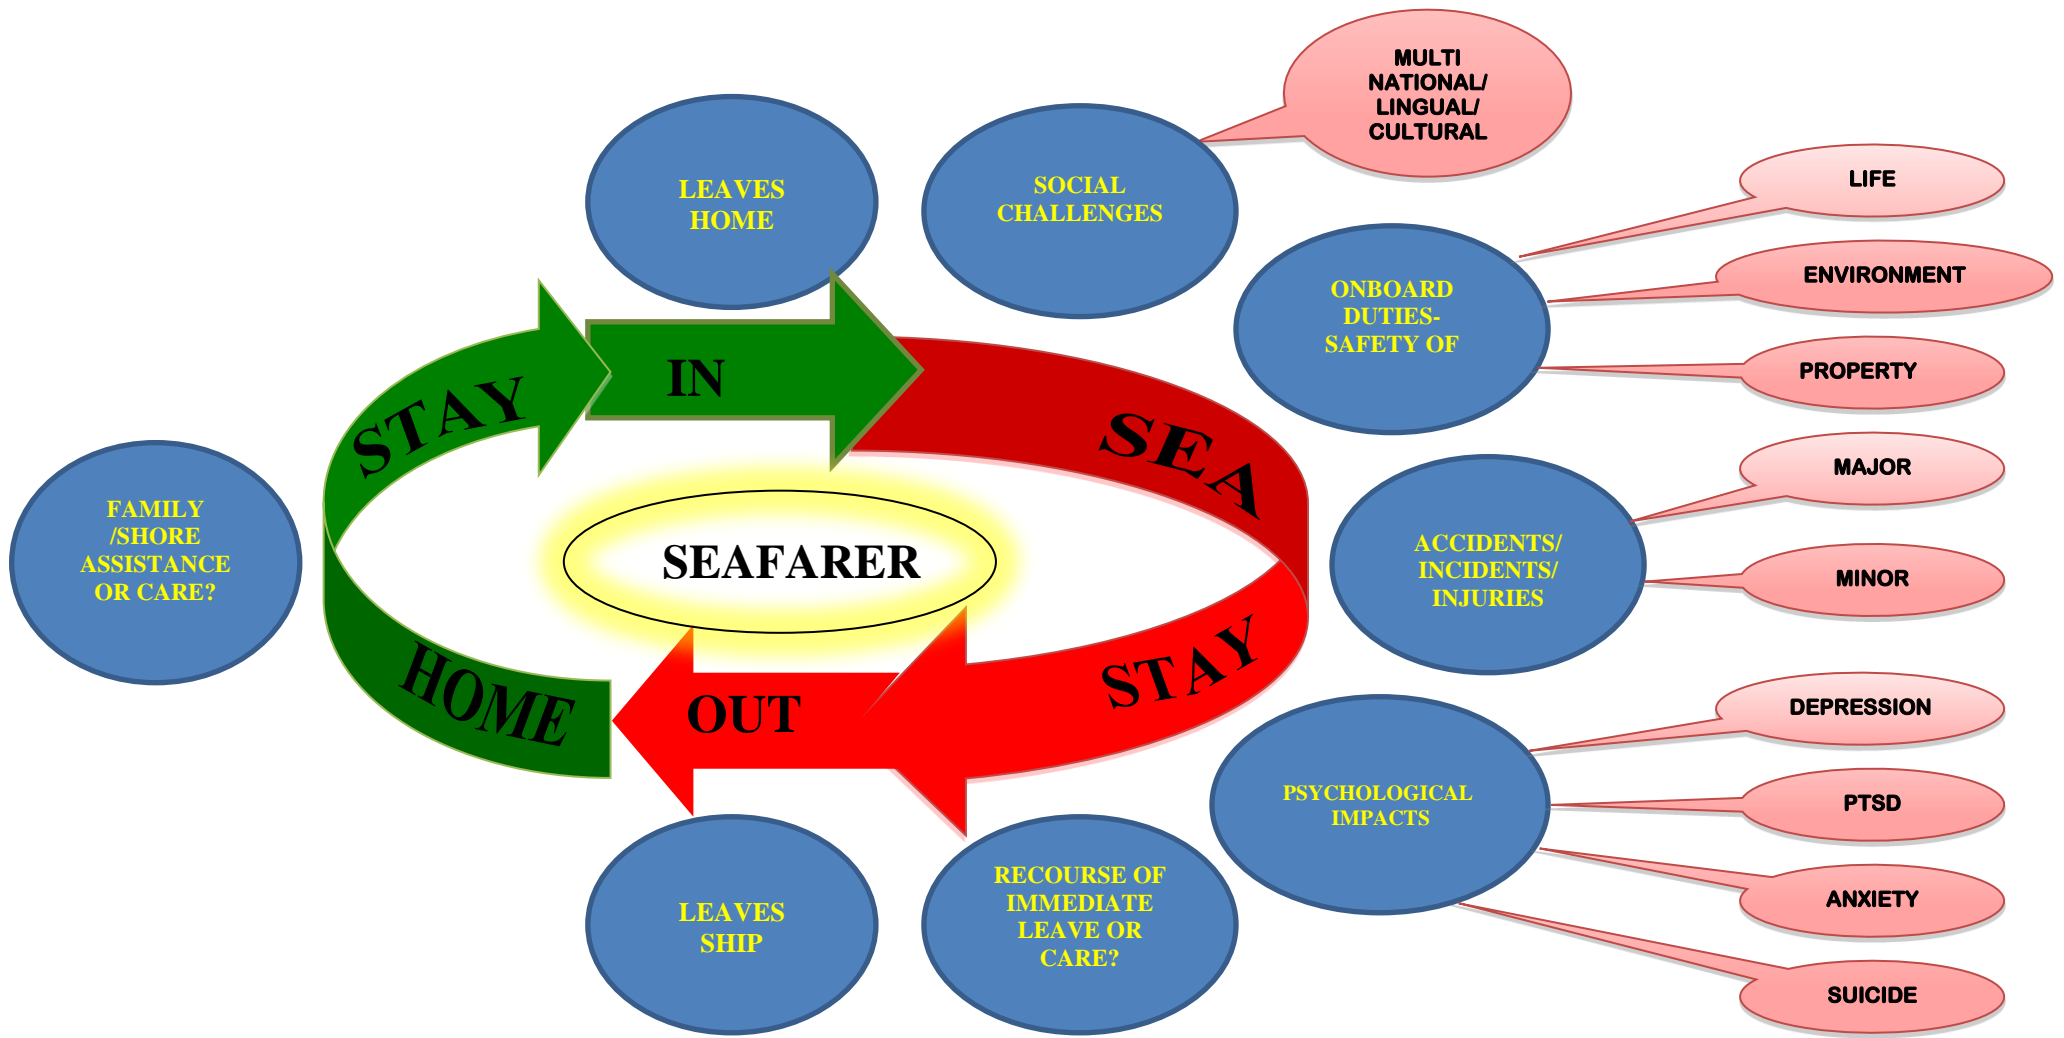 MULTI
NATIONAL/
LINGUAL/
CULTURAL
LEAVES
HOME
SOCIAL
CHALLENGES
LIFE
ONBOARD
DUTIES-
SAFETY OF
ENVIRONMENT
PROPERTY
STAY
IN
SEA
FAMILY
/SHORE
ASSISTANCE
OR CARE?
SEAFARER
ACCIDENTS/
INCIDENTS/
INJURIES
MAJOR
MINOR
HOME
OUT
STAY
PSYCHOLOGICAL
IMPACTS
DEPRESSION
PTSD
ANXIETY
SUICIDE
LEAVES
SHIP
RECOURSE OF
IMMEDIATE
LEAVE OR
CARE?